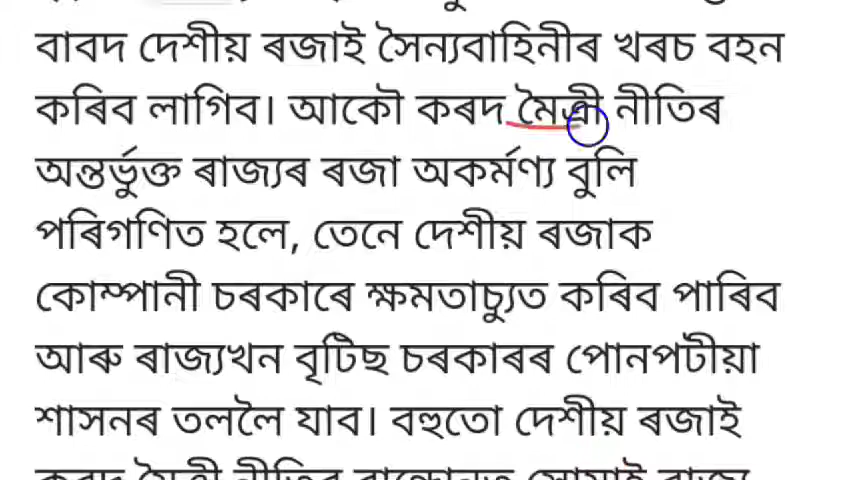 বাবদ দেশীয় ৰজাই সৈন্যবাহিনীৰ খৰচ বহন
কৰিব লাগিব। আকৌ কৰদ মৈত্ৰী নীতিৰ
অন্তৰ্ভুক্ত ৰাজ্যৰ ৰজা অকৰ্মণ্য বুলি
পৰিগণিত হলে, তেনে দেশীয় ৰজাক
কোম্পানী চৰকাৰে ক্ষমতাচ্যুত কৰিব পাৰিব
আৰু ৰাজ্যখন বৃটিছ চৰকাৰৰ পোনপটীয়া
শাসনৰ তললৈ যাব। বহুতো দেশীয় ৰজাই
কৰদ মৈত্ৰী নীতিৰ